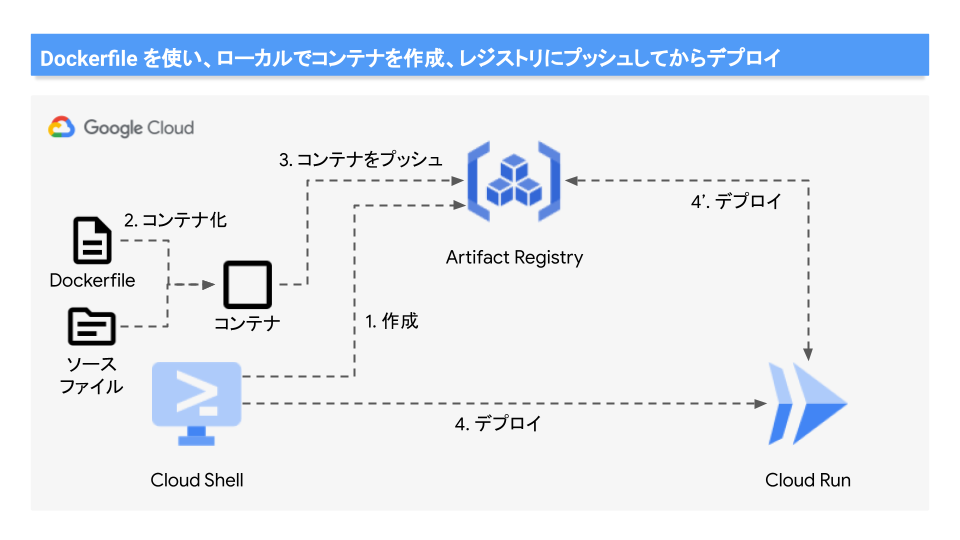 Dockerfile を使い、ローカルでコンテナを作成、レジストリにプッシュしてからデプロイ
Google Cloud
3. コンテナをプッシュ
4’. デプロイ
2. コンテナ化
Artifact Registry
Dockerfile
コンテナ
1. 作成
ソース
ファイル
4. デプロイ
Cloud Shell
Cloud Run